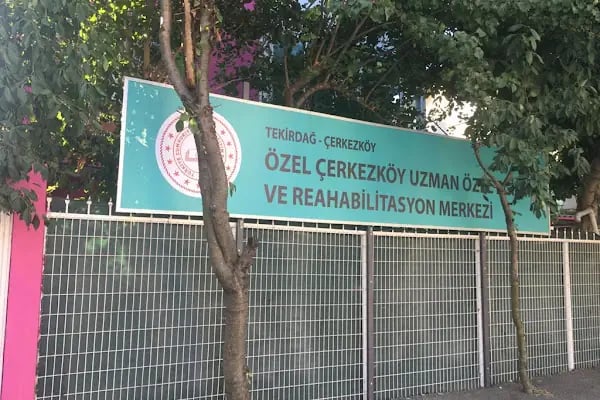 TEKİRDAĞ - ÇERKEZKÖY
ÖZEL ÇERKEZKÖY UZMAN
VE REAHABİLİTASYON MERKEZİ